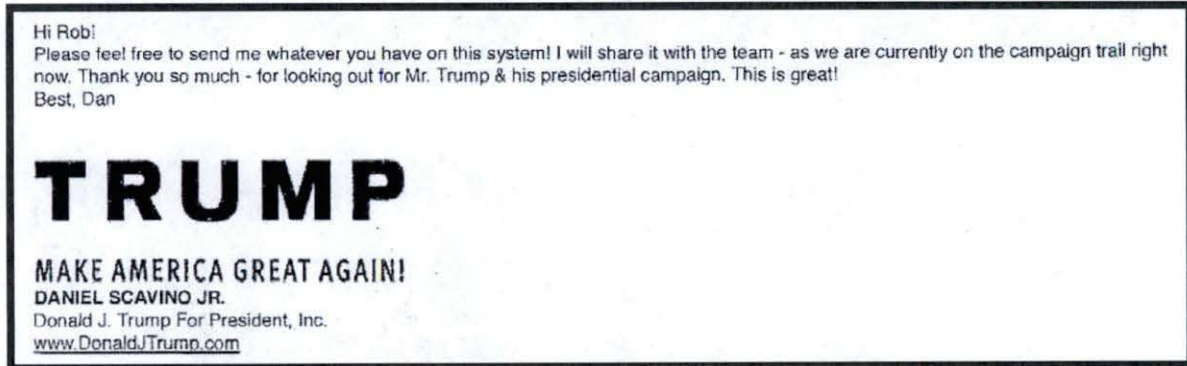 Hi Rob!
Please feel free to send me whatever you have on this system! I will share it with the team - as we are currently on the campaign trail right
now. Thank you so much - for looking out for Mr. Trump & his presidential campaign. This is great!
Best, Dan
TRUMP
MAKE AMERICA GREAT AGAIN!
DANIEL SCAVINO JR.
Donald J. Trump For President, Inc.
www.DonaldJTrump.com